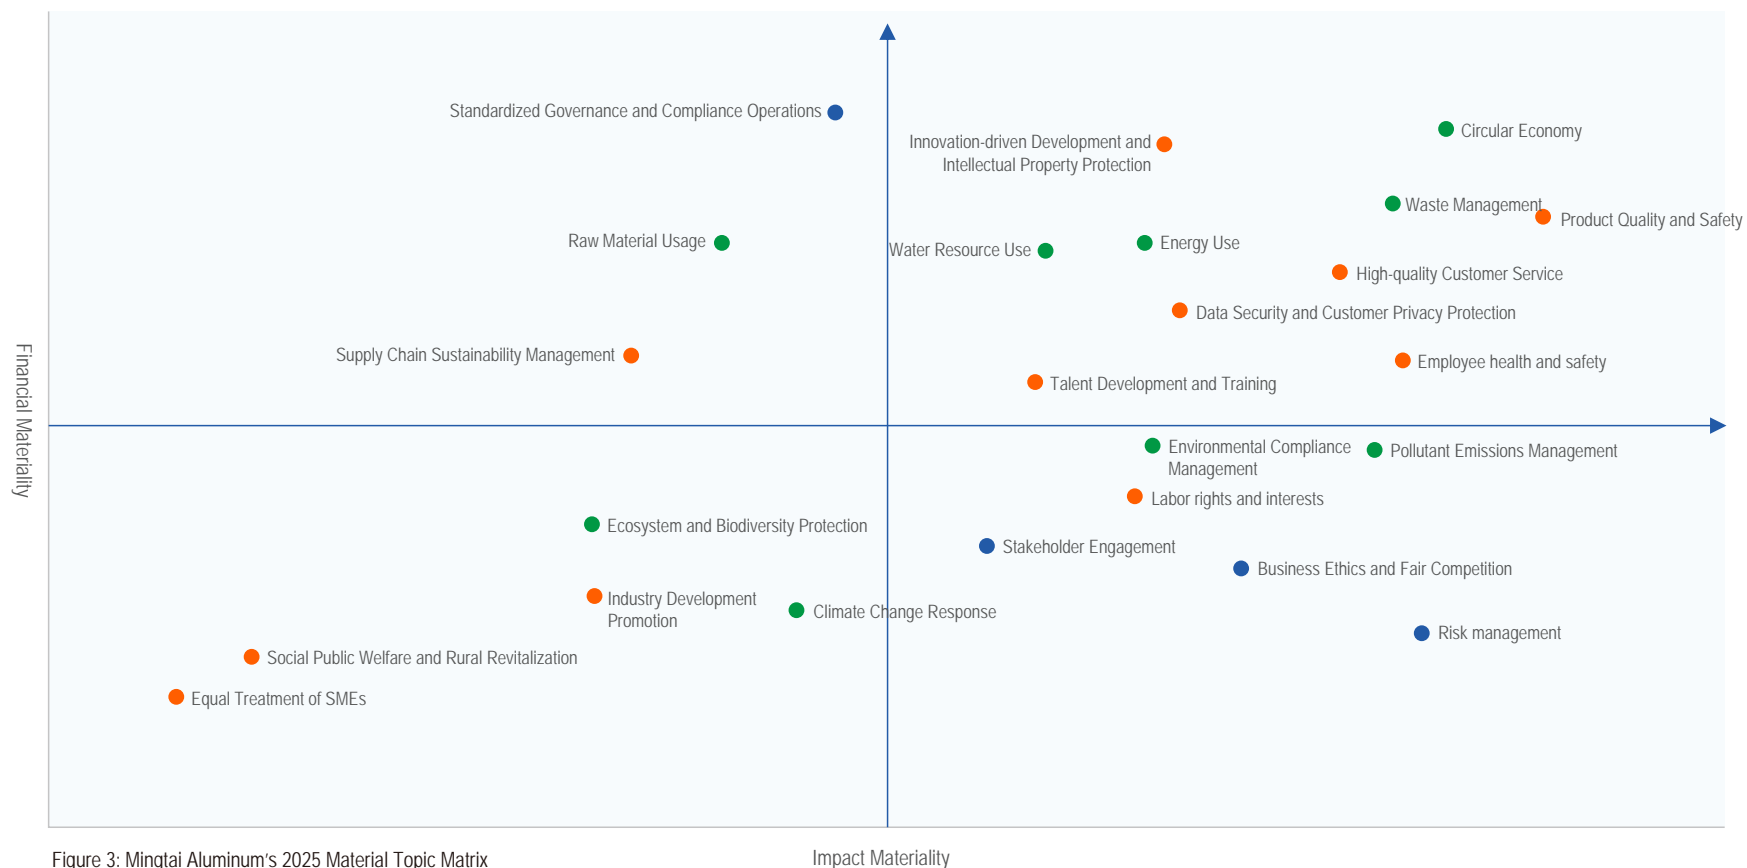 Standardized Governance and Compliance Operations
Innovation-driven Development and
Intellectual Property Protection
Circular Economy
Waste Management
Product Quality and Safety
Raw Material Usage
Water Resource Use
Energy Use
High-quality Customer Service
Data Security and Customer Privacy Protection
Supply Chain Sustainability Management
Employee health and safety
Talent Development and Training
Financial Materiality
Environmental Compliance
Management
Pollutant Emissions Management
Labor rights and interests
Ecosystem and Biodiversity Protection
Stakeholder Engagement
Business Ethics and Fair Competition
Industry Development
Promotion
Climate Change Response
Risk management
Social Public Welfare and Rural Revitalization
Equal Treatment of SMEs
Impact Materiality
Figure 3: Mingtai Aluminum's 2025 Material Topic Matrix